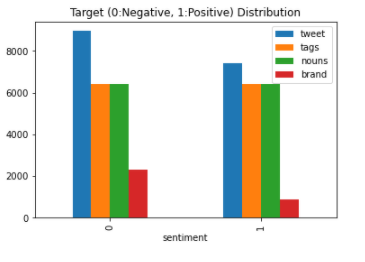 Target (0:Negative, 1:Positive) Distribution
tweet
tags
nouns
brand
8000
6000
4000
2000
0
0
1
sentiment